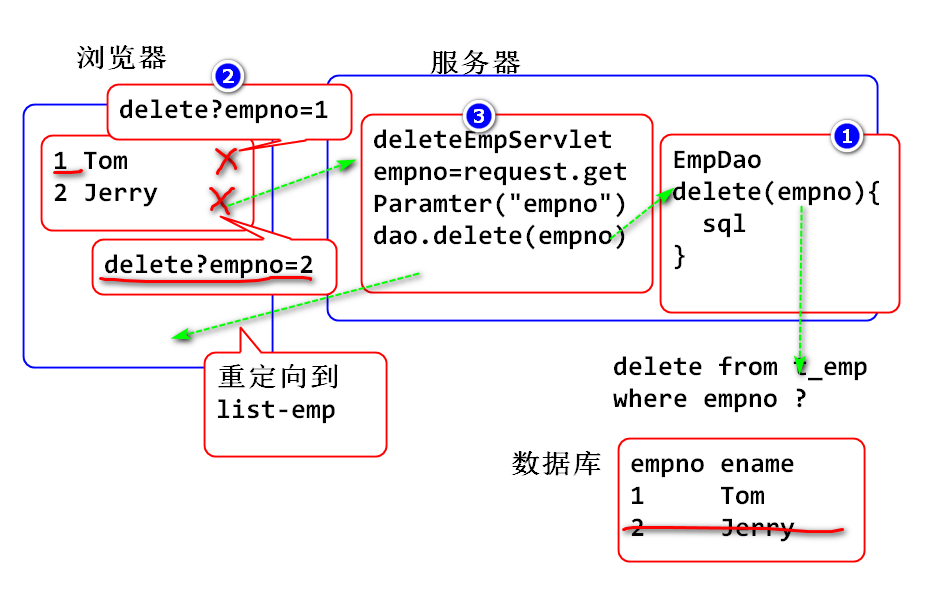 浏览器
服务器
2
delete?empno=1
1 Tom
2 Jerry
delete?empno=2
3
deleteEmpServlet
empno=request.get
Paramter("empno")
dao.delete(empno)
1
EmpDao
delete(empno){
sql
}
重定向到
list-emp
delete from t_emp
where empno ?
数据库
empno ename
1 Tom
2 Jerry